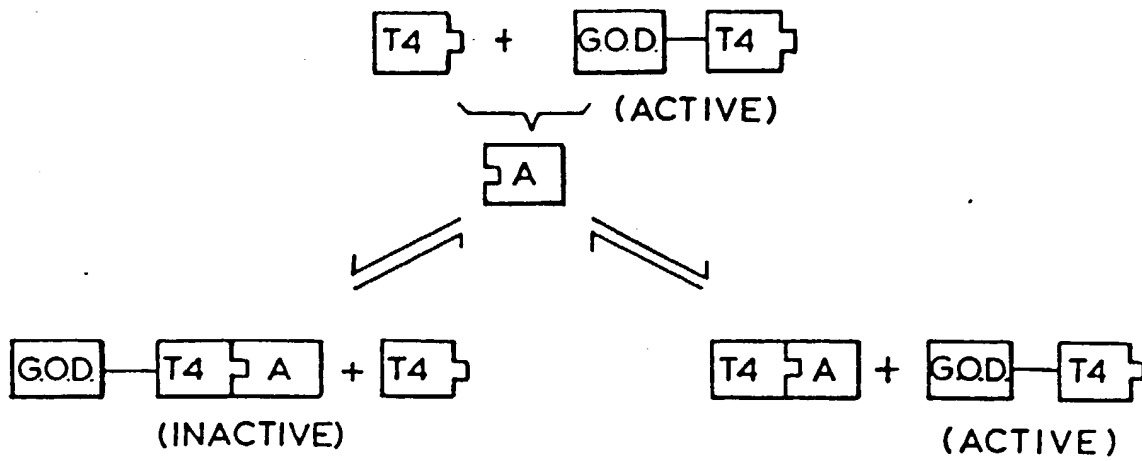 T4 + G.O.D. T4
(ACTIVE)
A
G.O.D. T4 A + T4 T4 A + G.O.D. T4
(INACTIVE) (ACTIVE)